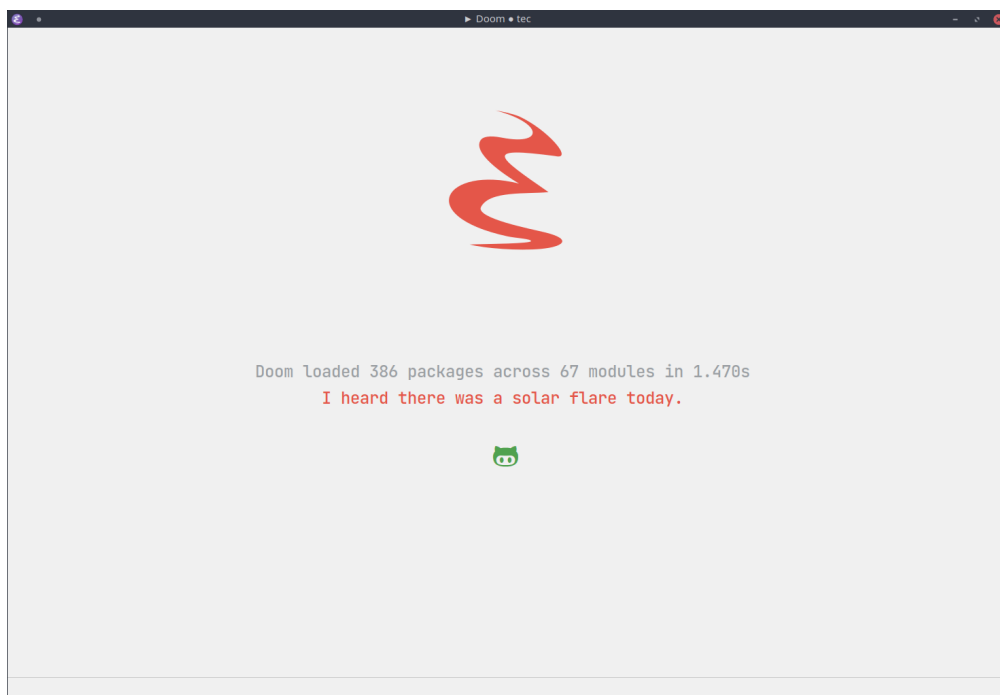 ▶ Doom ● tec
Doom loaded 386 packages across 67 modules in 1.470s
I heard there was a solar flare today.